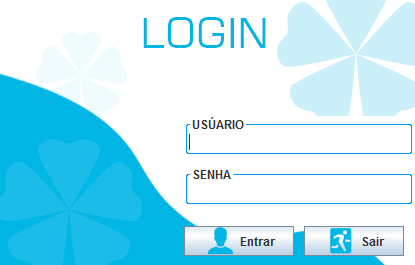 LOGIN
USÚARIO
SENHA
Entrar
Sair